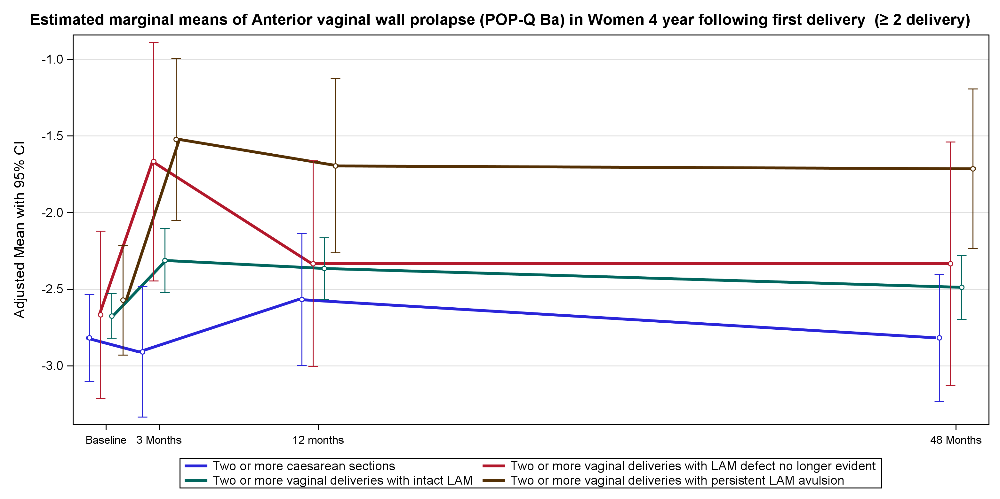 Estimated marginal means of Anterior vaginal wall prolapse (POP-Q Ba) in Women 4 year following first delivery  (≥ 2 delivery)
Adjusted Mean with 95% CI
-1.0
-1.5
-2.0
-2.5
-3.0
Baseline 3 Months 12 months 48 Months
Two or more caesarean sections Two or more vaginal deliveries with LAM defect no longer evident
Two or more vaginal deliveries with intact LAM Two or more vaginal deliveries with persistent LAM avulsion